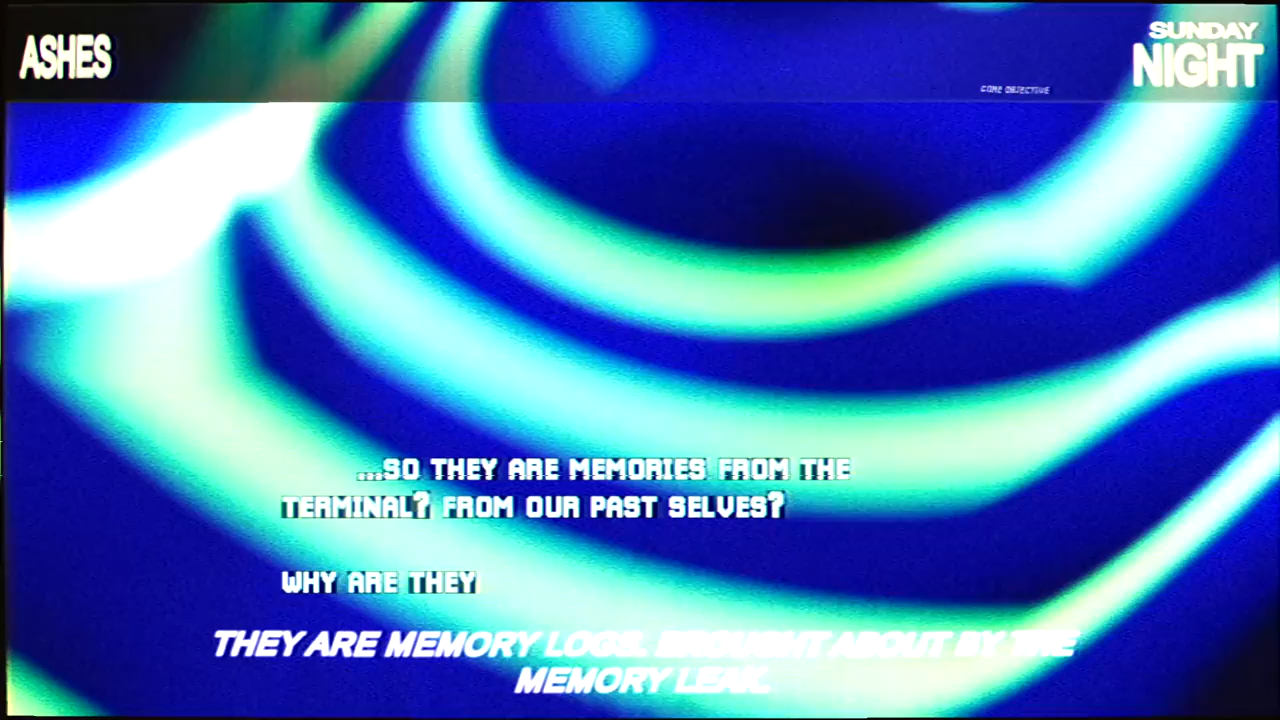 ASHES
SUNDAY
NIGHT
COME OBJECTIVE
...SO THEY ARE MEMORIES FROM THE
TERMINAL? FROM OUR PAST SELVES?
WHY ARE THEY
THEY ARE MEMORY LOGS. BROUGHT ABOUT BY THE
MEMORY LEAK.